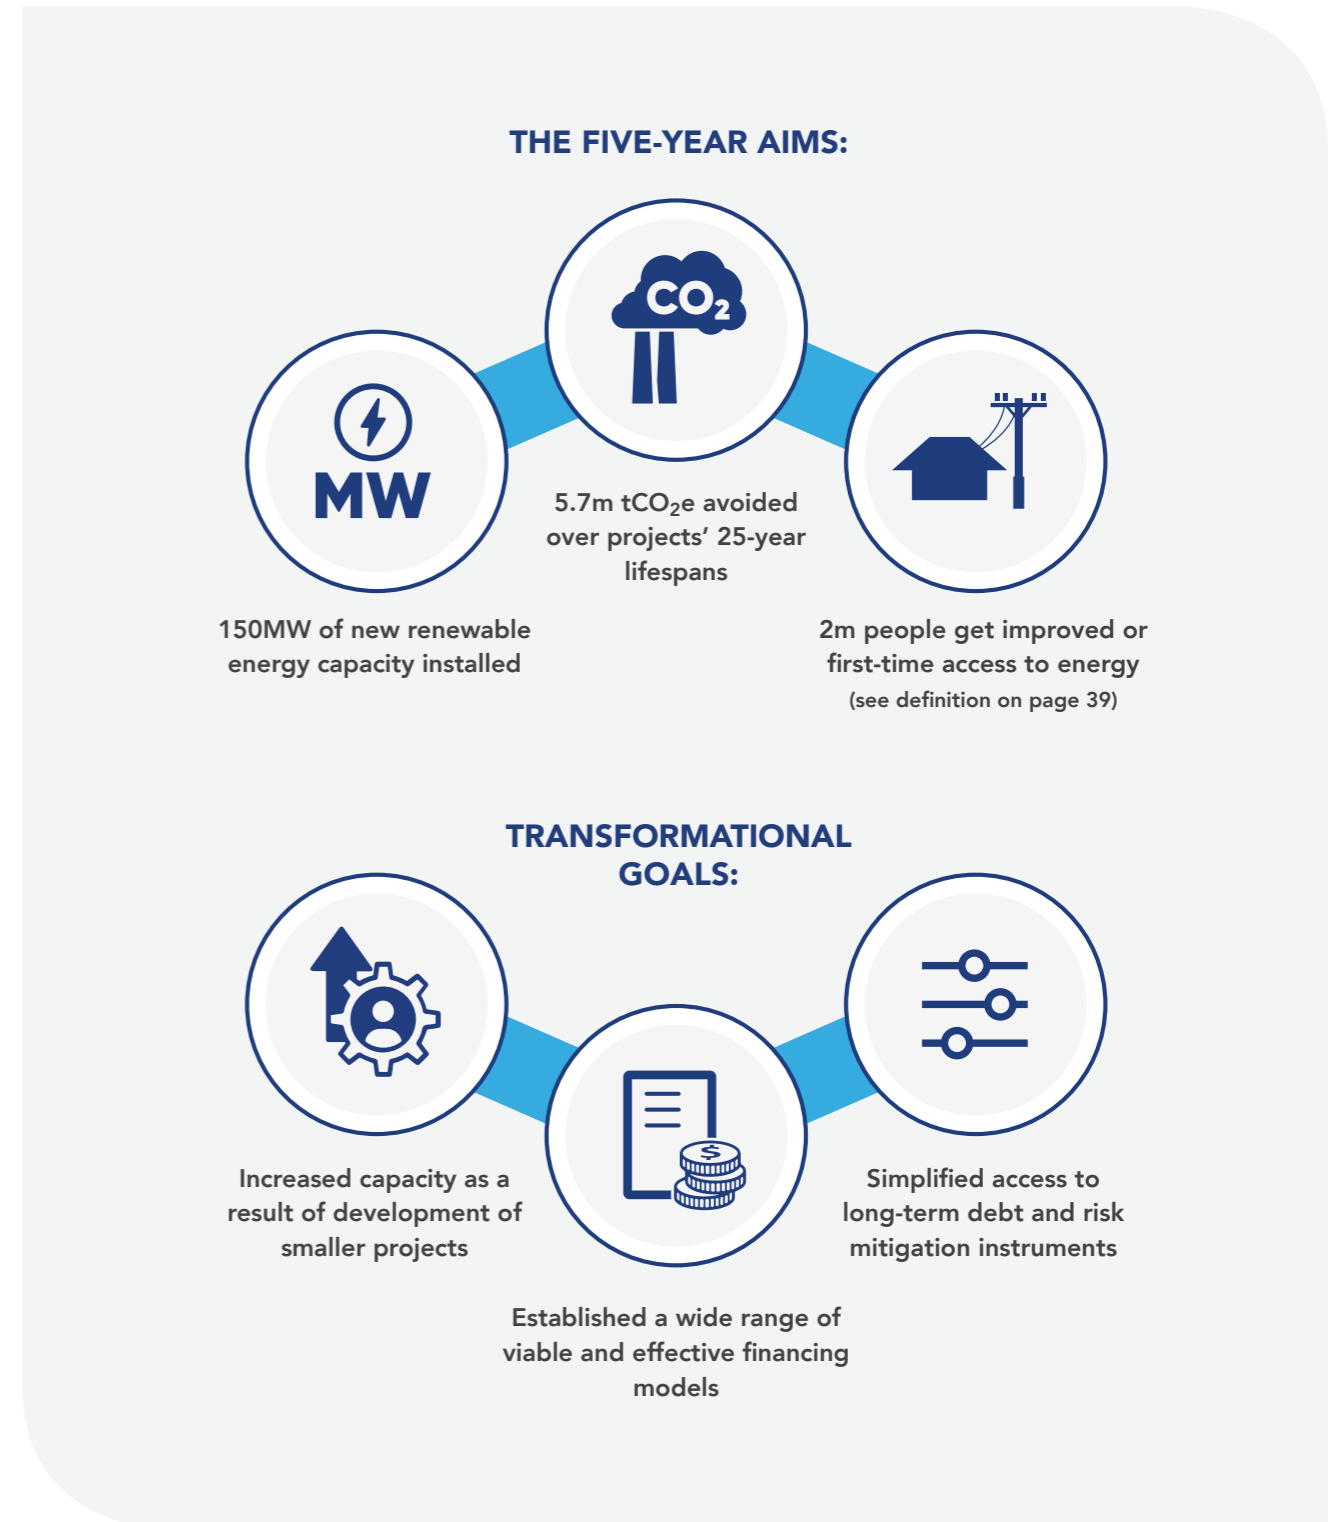 THE FIVE-YEAR AIMS:
CO₂
MW
5.7m tCO₂e avoided
over projects’ 25-year
lifespans
150MW of new renewable
energy capacity installed
2m people get improved or
first-time access to energy
(see definition on page 39)
TRANSFORMATIONAL
GOALS:
$
Increased capacity as a
result of development of
smaller projects
Simplified access to
long-term debt and risk
mitigation instruments
Established a wide range of
viable and effective financing
models